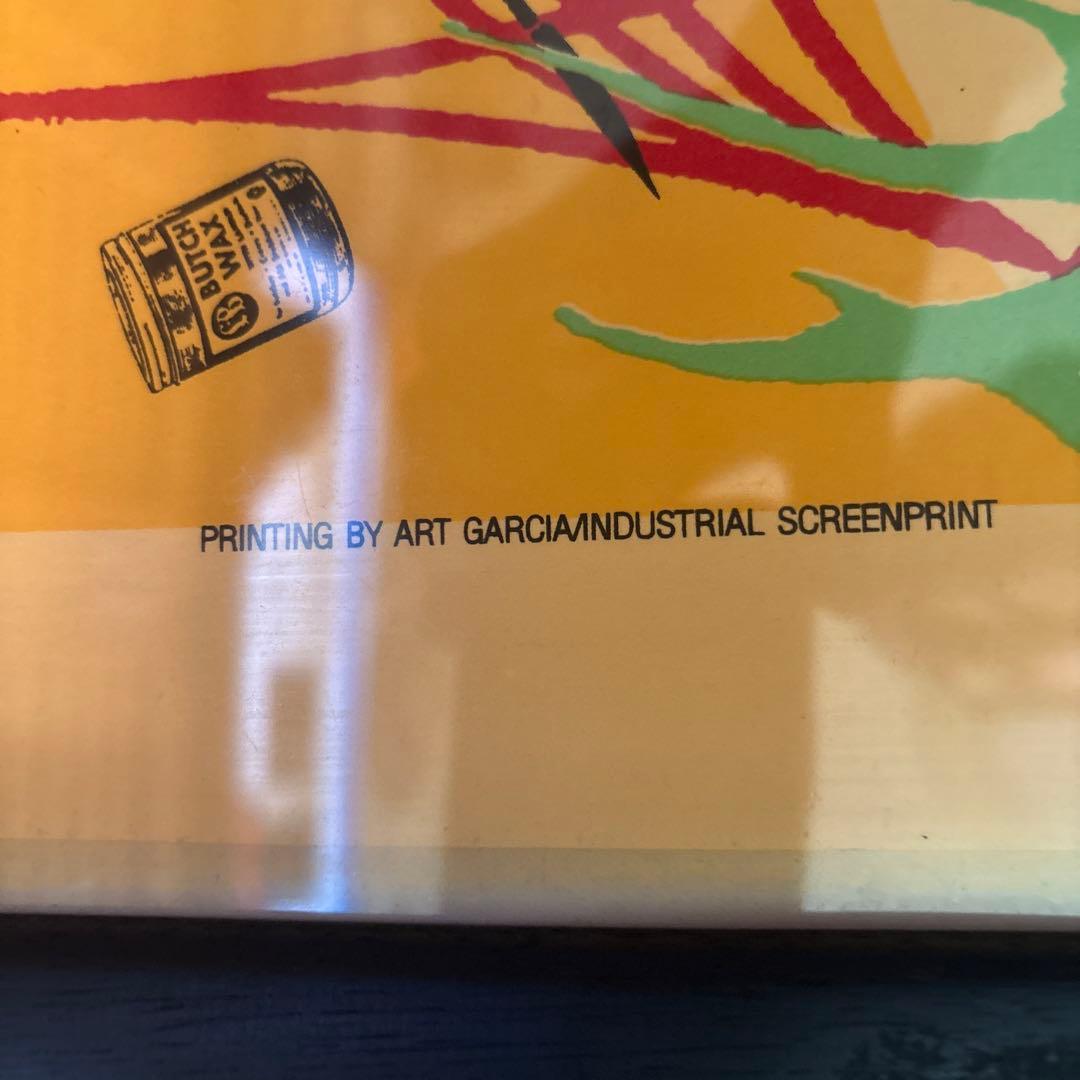 BUTCH
WAX
PRINTING BY ART GARCIA/INDUSTRIAL SCREENPRINT